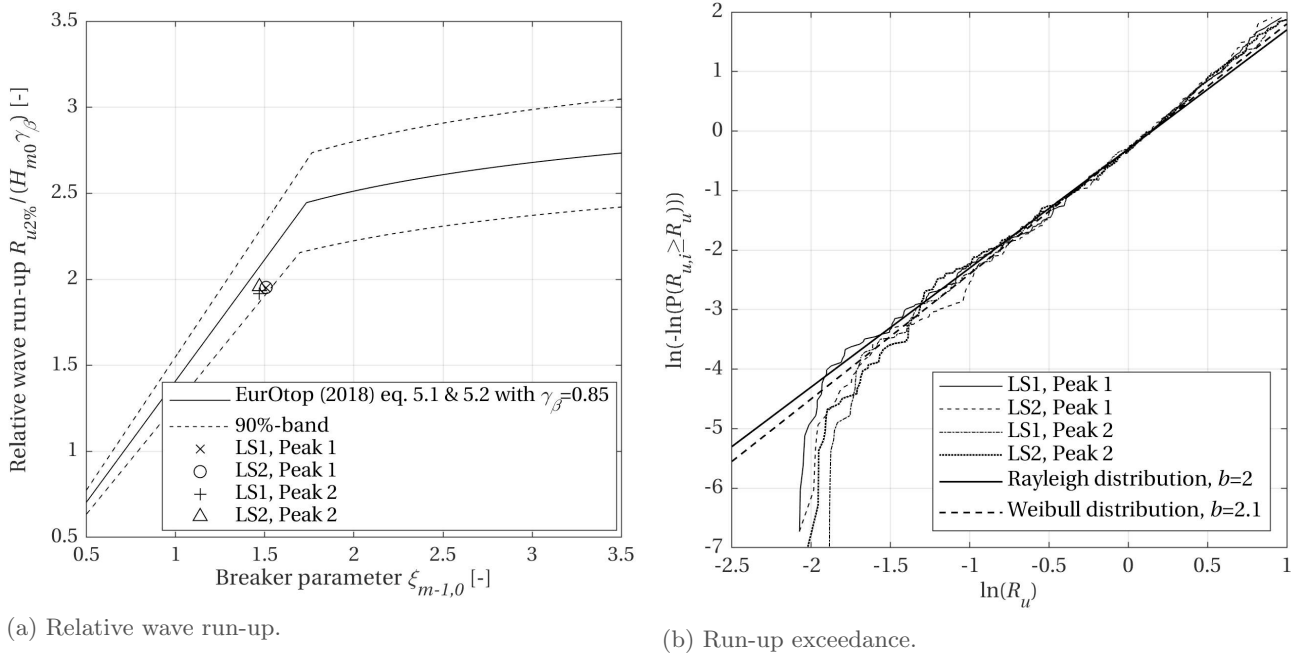 3.5
3
2.5
2
1.5
1
0.5
0.5 1 1.5 2 2.5 3 3.5
Relative wave run-up R_{u2%}/(H_{m0} γ_β) [-]
Breaker parameter ξ_{m-1,0} [-]
EurOtop (2018) eq. 5.1 & 5.2 with γ_β=0.85
90%-band
LS1, Peak 1
LS2, Peak 1
LS1, Peak 2
LS2, Peak 2
(a) Relative wave run-up.
2
1
0
-1
-2
-3
-4
-5
-6
-7
-2.5 -2 -1.5 -1 -0.5 0 0.5 1
ln(-ln(P(R_{u,i}≥R_u)))
ln(R_u)
LS1, Peak 1
LS2, Peak 1
LS1, Peak 2
LS2, Peak 2
Rayleigh distribution, b=2
Weibull distribution, b=2.1
(b) Run-up exceedance.